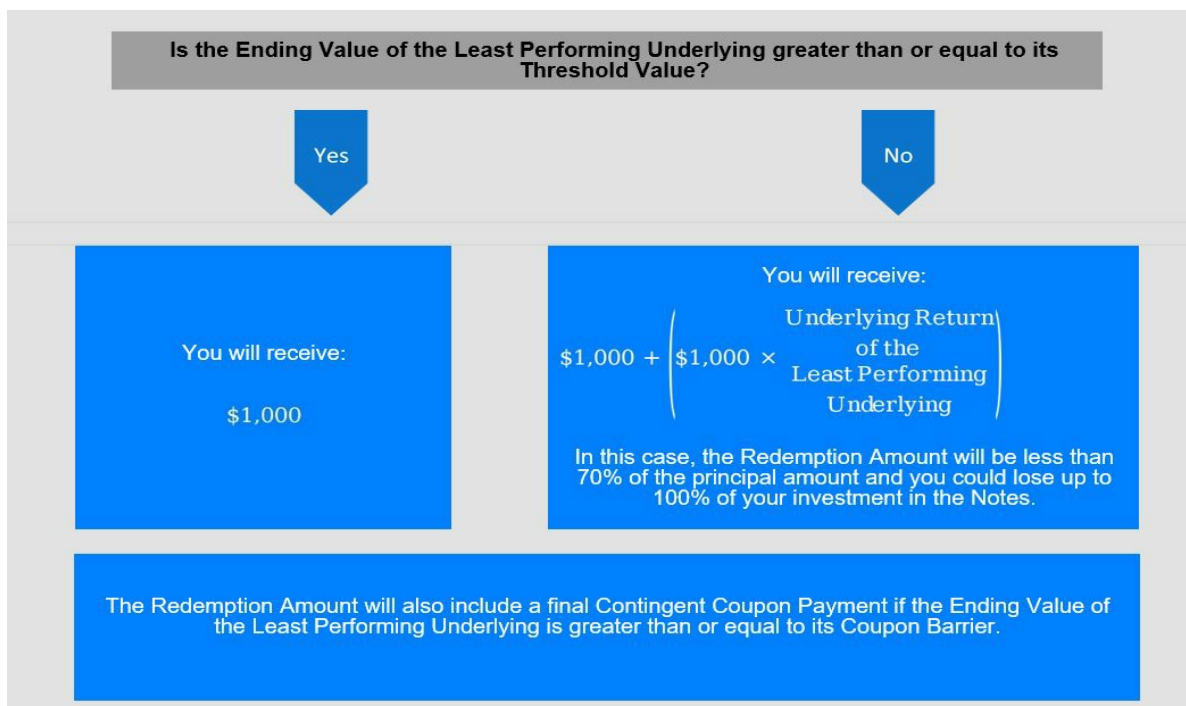 Is the Ending Value of the Least Performing Underlying greater than or equal to its
Threshold Value?
Yes
No
You will receive:
$1,000
You will receive:
$1,000 + ($1,000 × Underlying Return
of the
Least Performing
Underlying)
In this case, the Redemption Amount will be less than
70% of the principal amount and you could lose up to
100% of your investment in the Notes.
The Redemption Amount will also include a final Contingent Coupon Payment if the Ending Value of
the Least Performing Underlying is greater than or equal to its Coupon Barrier.